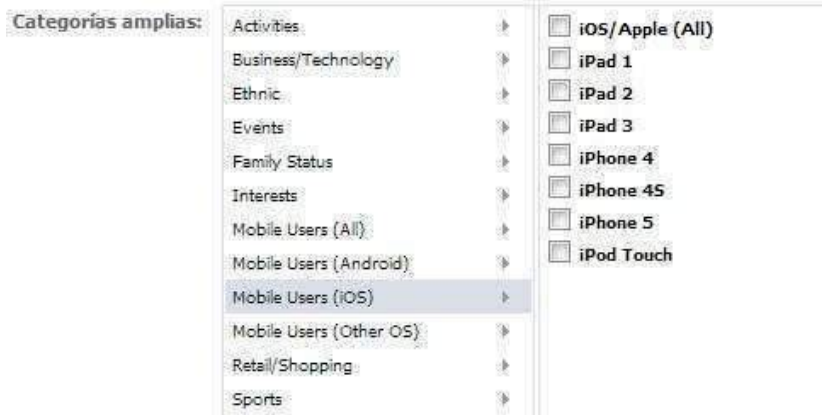 Categorías amplias:
Activities
Business/Technology
Ethnic
Events
Family Status
Interests
Mobile Users (All)
Mobile Users (Android)
Mobile Users (iOS)
Mobile Users (Other OS)
Retail/Shopping
Sports
iOS/Apple (All)
iPad 1
iPad 2
iPad 3
iPhone 4
iPhone 4S
iPhone 5
iPod Touch